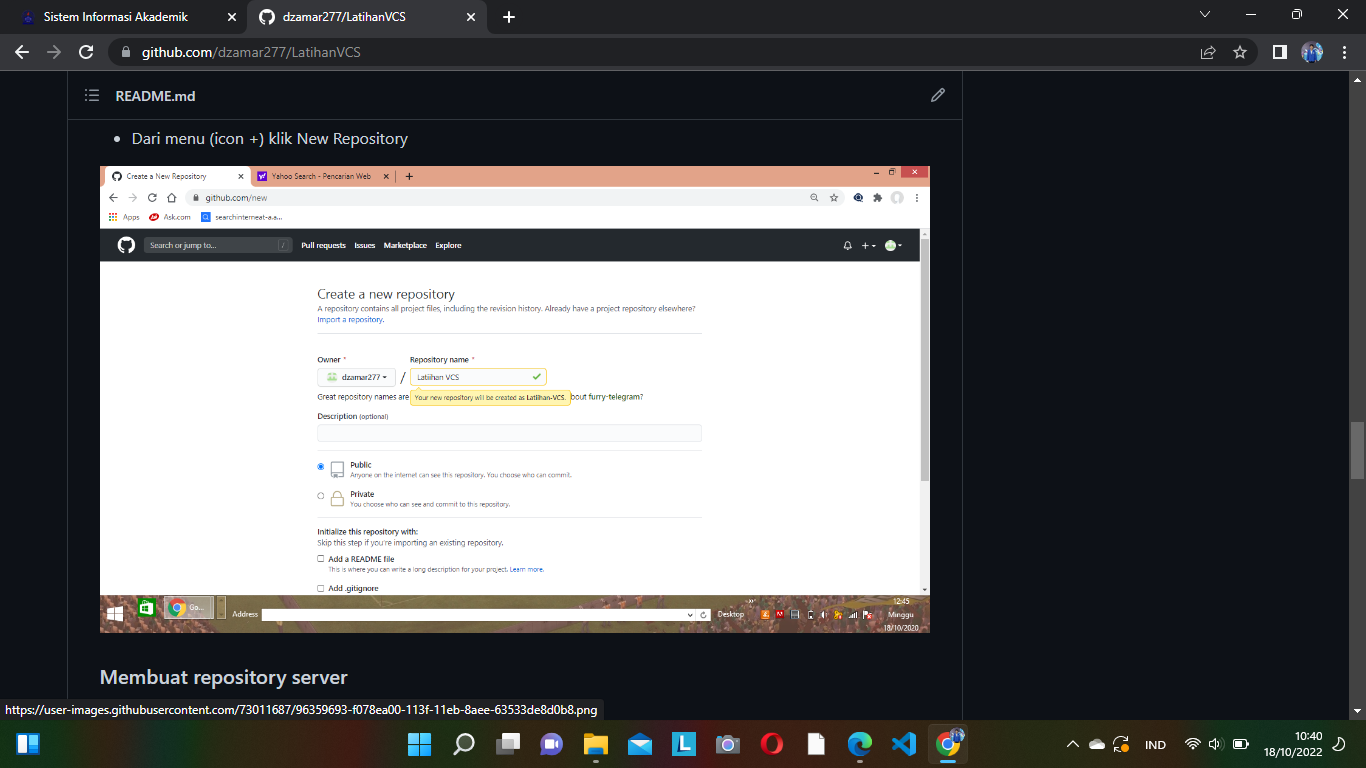 Sistem Informasi Akademik
dzamar277/LatihanVCS
github.com/dzamar277/LatihanVCS
README.md
Dari menu (icon +) klik New Repository
Create a New Repository
Yahoo Search - Pencarian Web
github.com/new
Apps
Ask.com
searchinterneat-a.a...
Search or jump to...
/
Pull requests
Issues
Marketplace
Explore
Create a new repository
A repository contains all project files, including the revision history. Already have a project repository elsewhere?
Import a repository.
Owner *
Repository name *
dzamar277
/
Latiihan VCS
Great repository names are
Your new repository will be created as Latiihan-VCS.
bout furry-telegram?
Description (optional)
Public
Anyone on the internet can see this repository. You choose who can commit.
Private
You choose who can see and commit to this repository.
Initialize this repository with:
Skip this step if you're importing an existing repository.
Add a README file
This is where you can write a long description for your project. Learn more.
Add .gitignore
Go...
Address
Desktop
12:45
Minggu
18/10/2020
Membuat repository server
https://user-images.githubusercontent.com/73011687/96359693-f078ea00-113f-11eb-8aee-63533de8d0b8.png
L
IND
10:40
18/10/2022